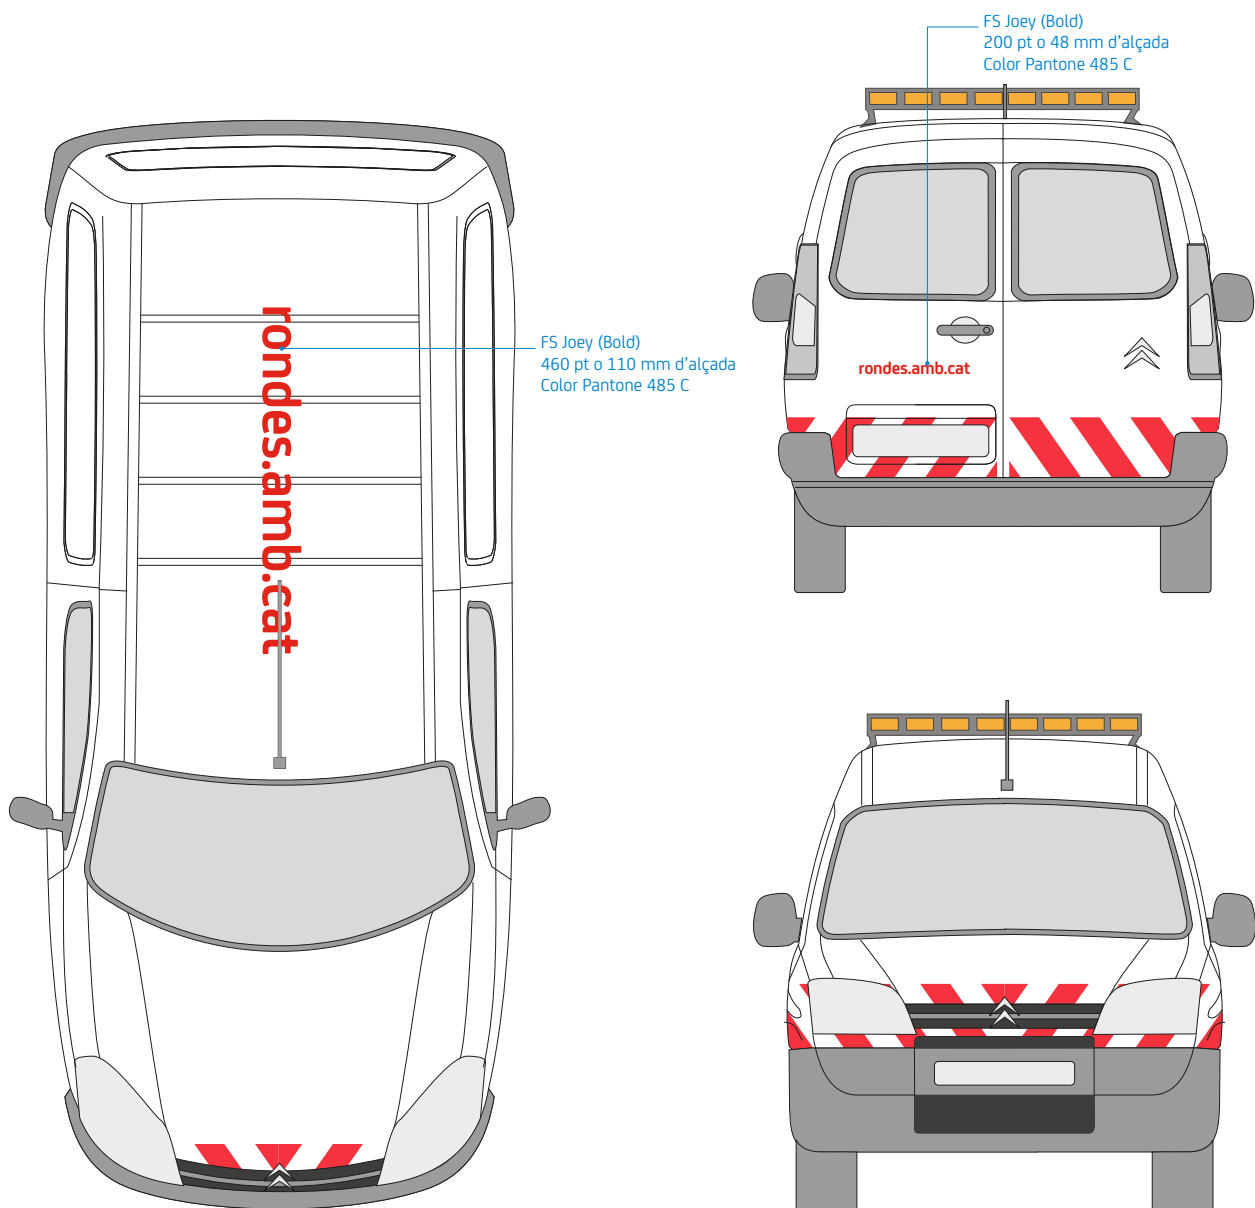 FS Joey (Bold)
200 pt o 48 mm d’alçada
Color Pantone 485 C
rondes.amb.cat
FS Joey (Bold)
460 pt o 110 mm d’alçada
Color Pantone 485 C
rondes.amb.cat